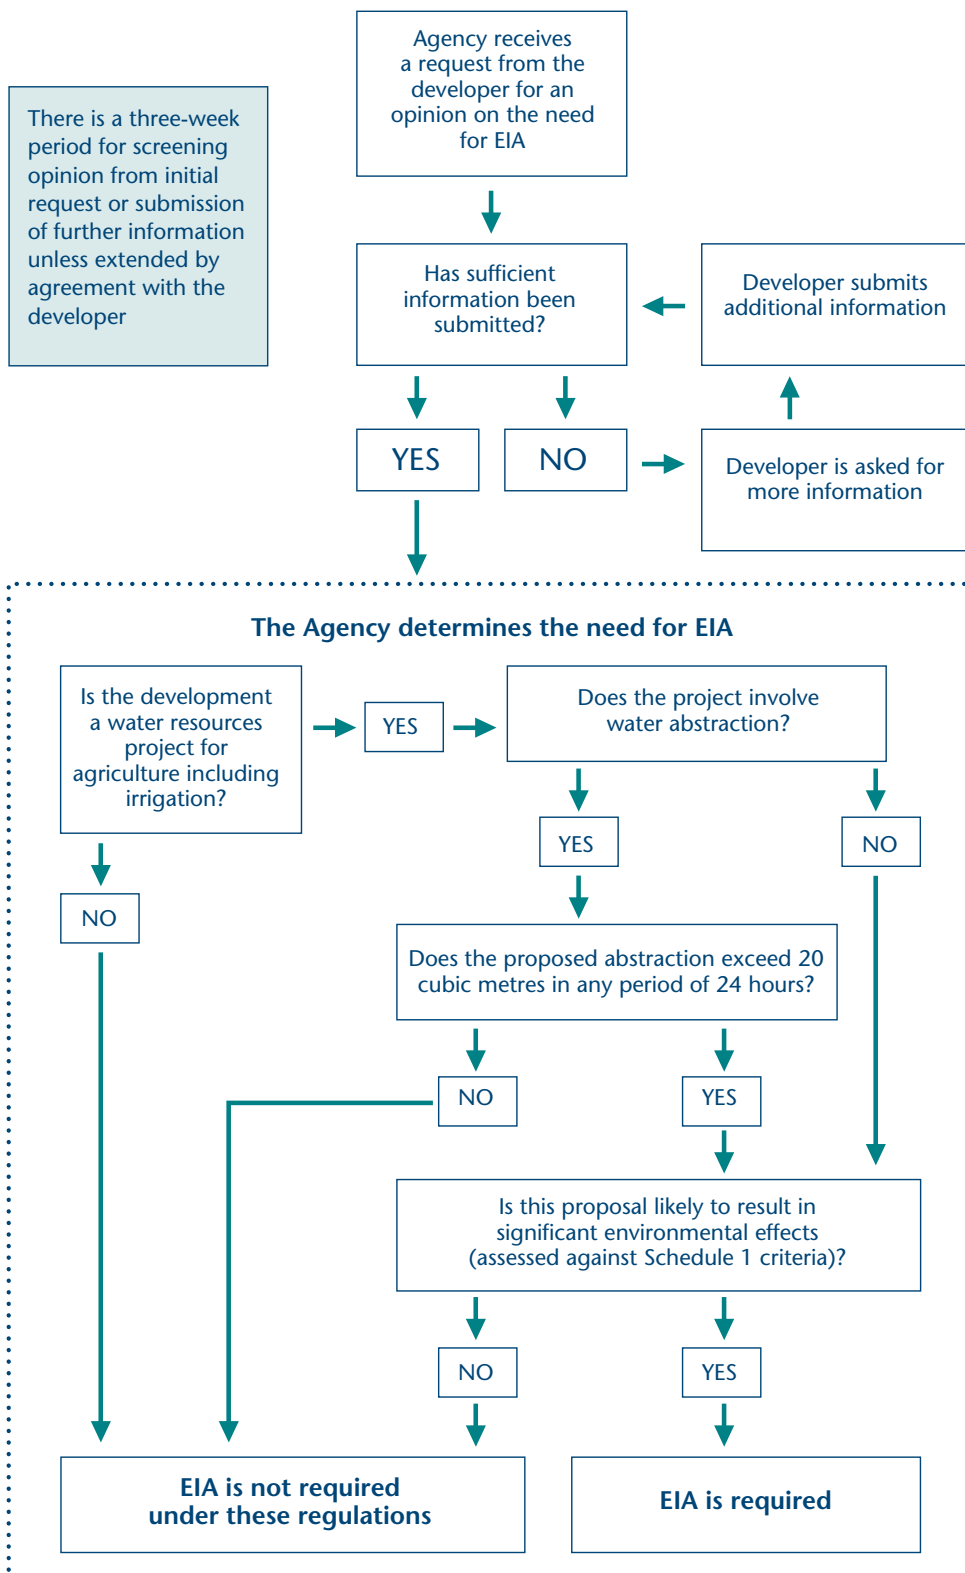 Agency receives
a request from the
developer for an
opinion on the need
for EIA
There is a three-week
period for screening
opinion from initial
request or submission
of further information
unless extended by
agreement with the
developer
Has sufficient
information been
submitted?
Developer submits
additional information
YES
NO
Developer is asked for
more information
The Agency determines the need for EIA
Is the development
a water resources
project for
agriculture including
irrigation?
YES
Does the project involve
water abstraction?
YES
NO
NO
Does the proposed abstraction exceed 20
cubic metres in any period of 24 hours?
NO
YES
Is this proposal likely to result in
significant environmental effects
(assessed against Schedule 1 criteria)?
NO
YES
EIA is not required
under these regulations
EIA is required